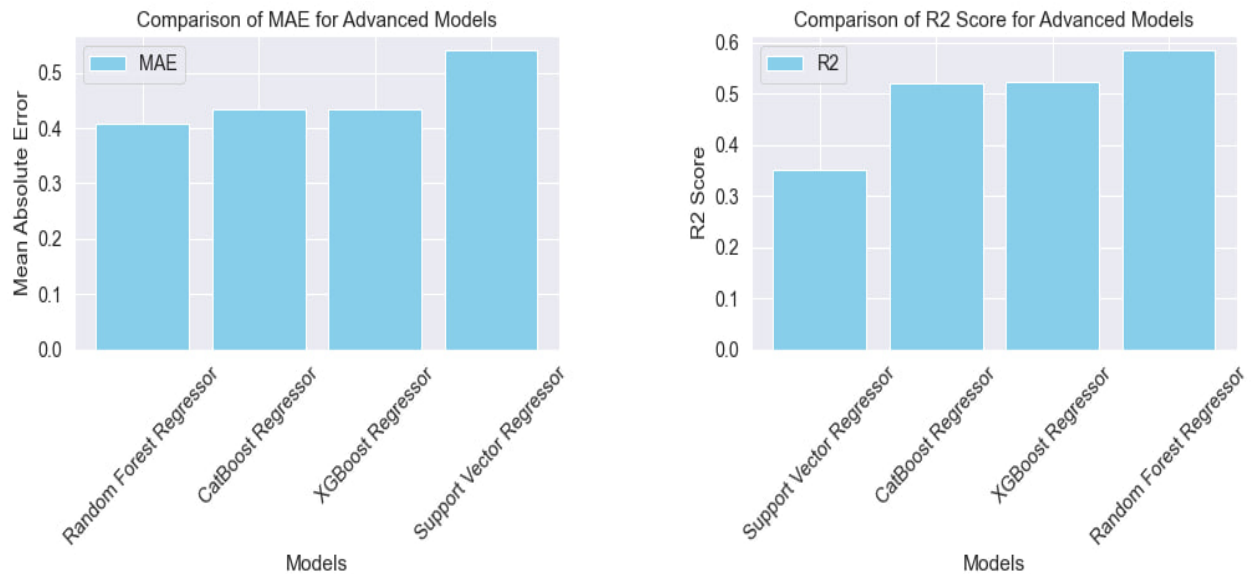 Comparison of MAE for Advanced Models
MAE
Mean Absolute Error
0.5
0.4
0.3
0.2
0.1
0.0
Random Forest Regressor
CatBoost Regressor
XGBoost Regressor
Support Vector Regressor
Models
Comparison of R2 Score for Advanced Models
R2
R2 Score
0.6
0.5
0.4
0.3
0.2
0.1
0.0
Support Vector Regressor
CatBoost Regressor
XGBoost Regressor
Random Forest Regressor
Models